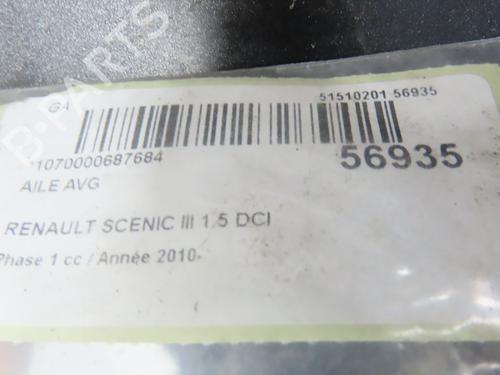 B-PARTS
GA
51510201 56935
1070000687684
56935
AILE AVG
RENAULT SCENIC III 1.5 DCI
Phase 1 cc / Année 2010-